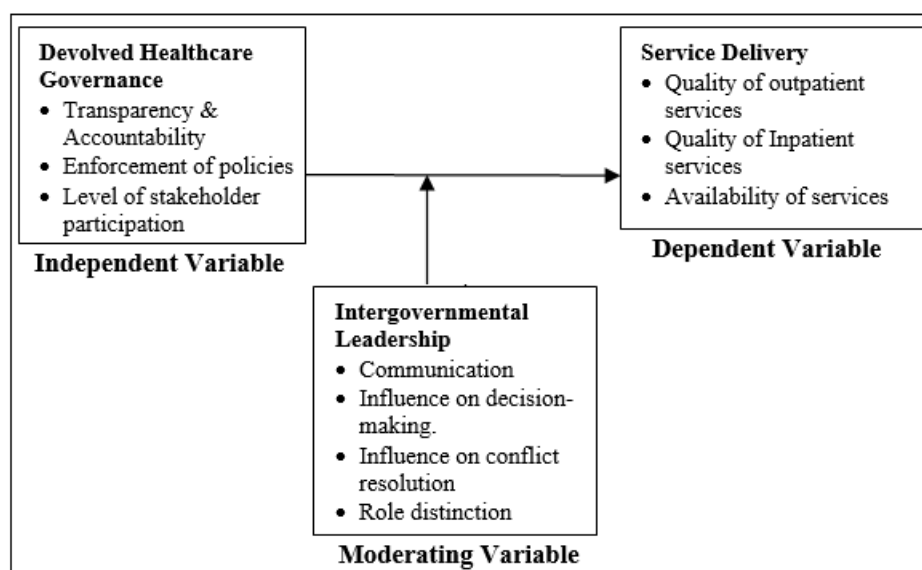 Devolved Healthcare
Governance
• Transparency &
Accountability
• Enforcement of policies
• Level of stakeholder
participation
Independent Variable
Service Delivery
• Quality of outpatient
services
• Quality of Inpatient
services
• Availability of services
Dependent Variable
Intergovernmental
Leadership
• Communication
• Influence on decision-
making.
• Influence on conflict
resolution
• Role distinction
Moderating Variable